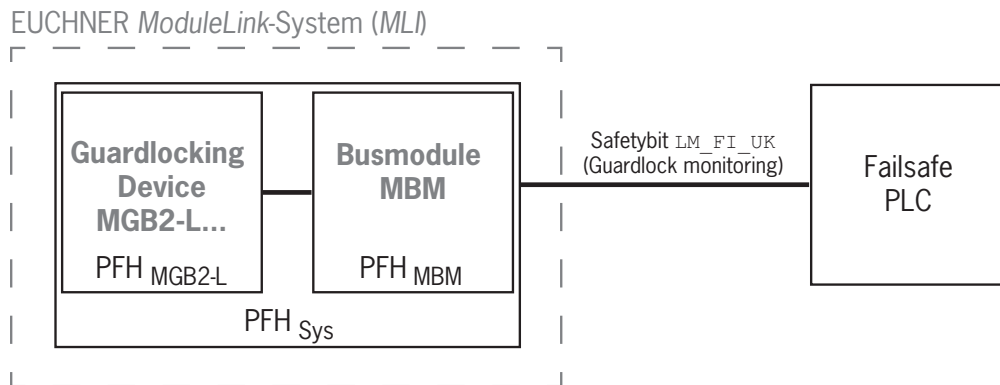 EUCHNER ModuleLink-System (MLI)
Guardlocking
Device
MGB2-L...
PFH MGB2-L
Busmodule
MBM
PFH MBM
PFH Sys
Safetybit LM_FI_UK
(Guardlock monitoring)
Failsafe
PLC